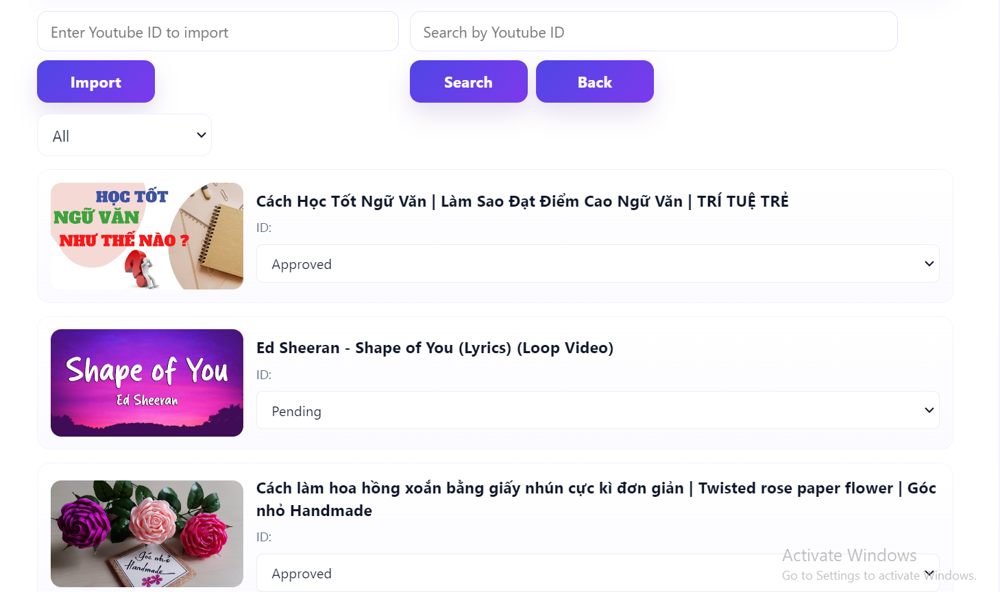 Enter Youtube ID to import
Search by Youtube ID
Import
Search
Back
All
HỌC TỐT
NGỮ VĂN
NHƯ THẾ NÀO ?
Cách Học Tốt Ngữ Văn | Làm Sao Đạt Điểm Cao Ngữ Văn | TRÍ TUỆ TRẺ
ID:
Approved
Shape of You
Ed Sheeran
Ed Sheeran - Shape of You (Lyrics) (Loop Video)
ID:
Pending
góc nhỏ
Handmade
Cách làm hoa hồng xoắn bằng giấy nhún cực kì đơn giản | Twisted rose paper flower | Góc
nhỏ Handmade
ID:
Approved
Activate Windows
Go to Settings to activate Windows.